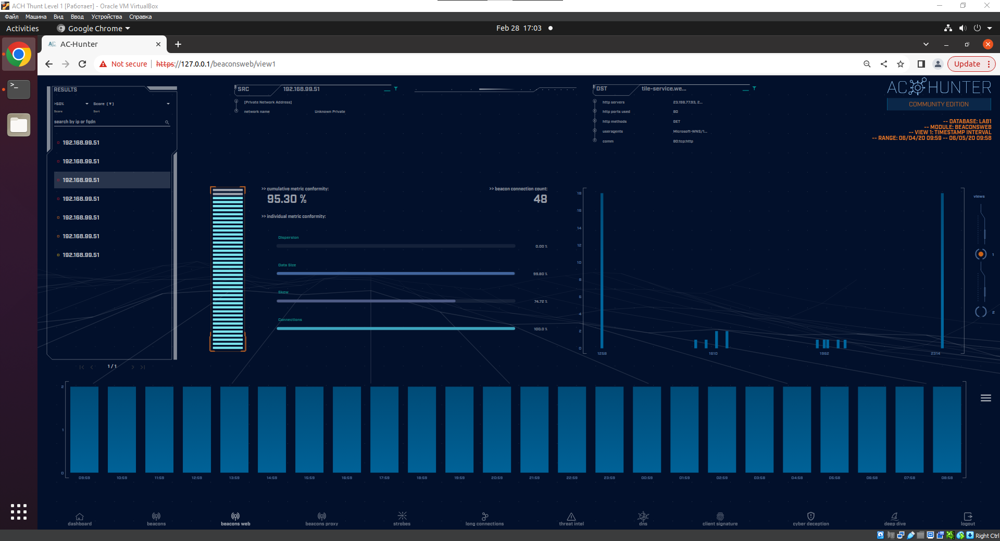 ACH Thunt Level 1 [Работает] - Oracle VM VirtualBox
Файл Машина Вид Ввод Устройства Справка
Activities Google Chrome Feb 28 17:03
AC-Hunter
Not secure https://127.0.0.1/beaconsweb/view1 Update
RESULTS
>50% Score [▼]
Score Sort
search by ip or fqdn
192.168.99.51
192.168.99.51
192.168.99.51
192.168.99.51
192.168.99.51
192.168.99.51
192.168.99.51
1 / 1
SRC 192.168.99.51
[Private Network Address]
network name Unknown Private
DST tile-service.we...
http servers 23.198.77.93, 2...
http ports used 80
http methods GET
useragents Microsoft-WNS/1...
comm 80:tcp:http
AC HUNTER
COMMUNITY EDITION
-- DATABASE: LAB1
-- MODULE: BEACONSWEB
-- VIEW 1: TIMESTAMP INTERVAL
-- RANGE: 06/04/20 09:59 -- 06/05/20 09:58
>> cumulative metric conformity:
95.30 %
>> beacon connection count:
48
>> individual metric conformity:
Dispersion
0.00 %
Data Size
99.80 %
Skew
74.72 %
Connections
100.0 %
18
16
14
12
10
8
6
4
2
0
1258 1610 1962 2314
views
1
2
2
1
0
09:59 10:59 11:59 12:59 13:59 14:59 15:59 16:59 17:59 18:59 19:59 20:59 21:59 22:59 23:59 00:59 01:59 02:59 03:58 04:58 05:58 06:58 07:58 08:58
dashboard beacons beacons web beacons proxy strobes long connections threat intel dns client signature cyber deception deep dive logout
Right Ctrl